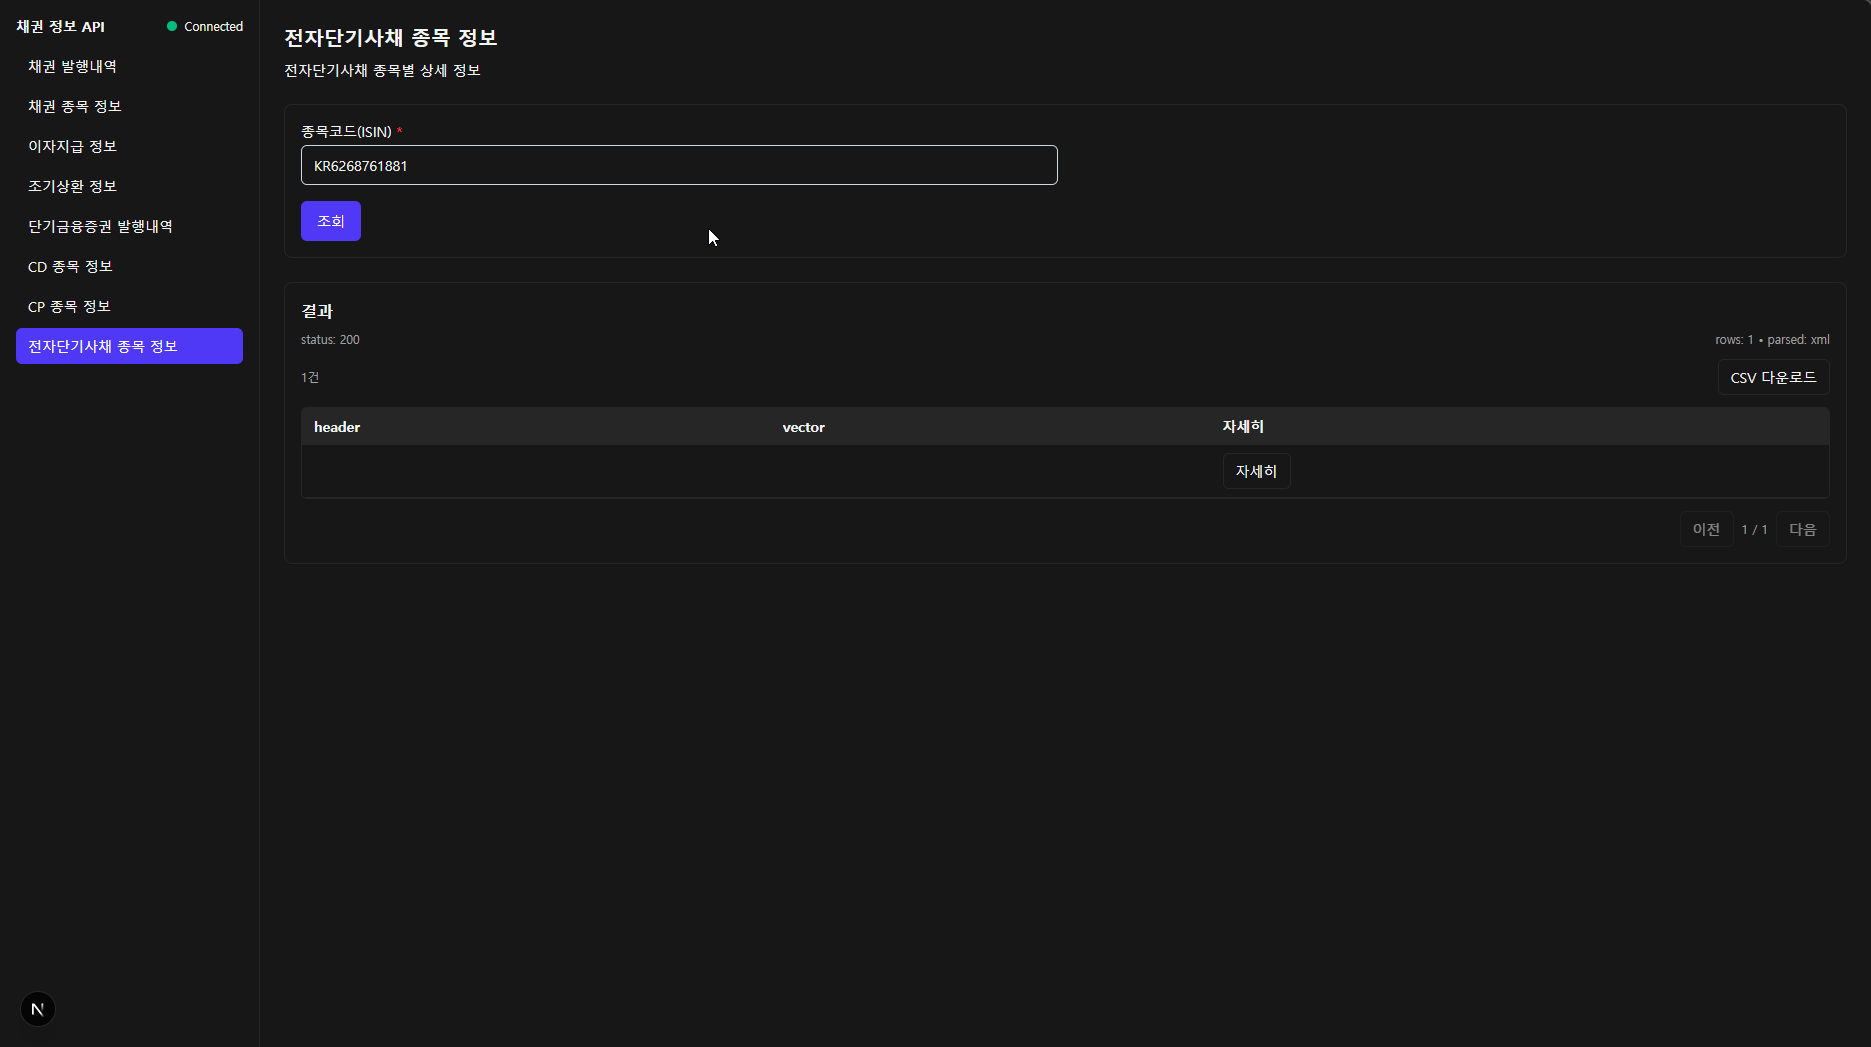 채권 정보 API
Connected
채권 발행내역
채권 종목 정보
이자지급 정보
조기상환 정보
단기금융증권 발행내역
CD 종목 정보
CP 종목 정보
전자단기사채 종목 정보
N
전자단기사채 종목 정보
전자단기사채 종목별 상세 정보
종목코드(ISIN) *
KR6268761881
조회
결과
status: 200
rows: 1 • parsed: xml
1건
CSV 다운로드
header vector 자세히
자세히
이전 1 / 1 다음